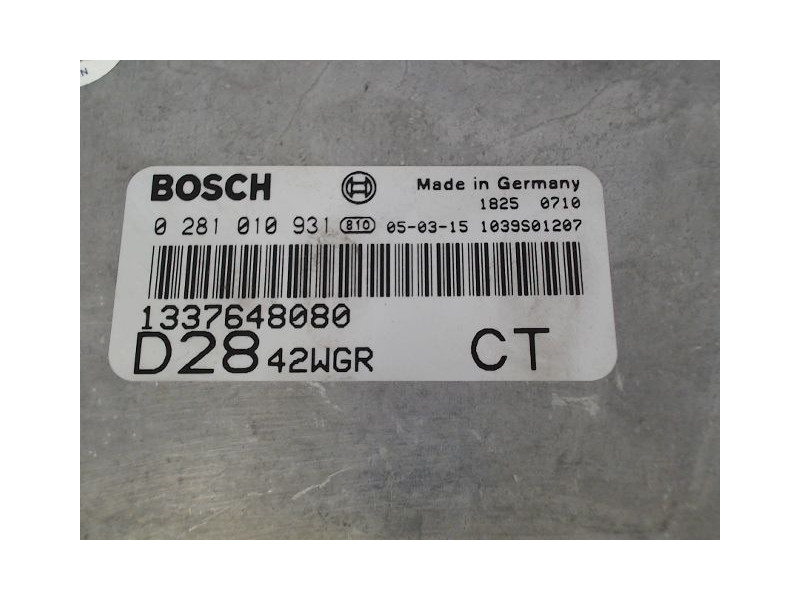 BOSCH Made in Germany
1825 0710
0 281 010 931 810 05-03-15 1039S01207
1337648080
D28 42WGR CT